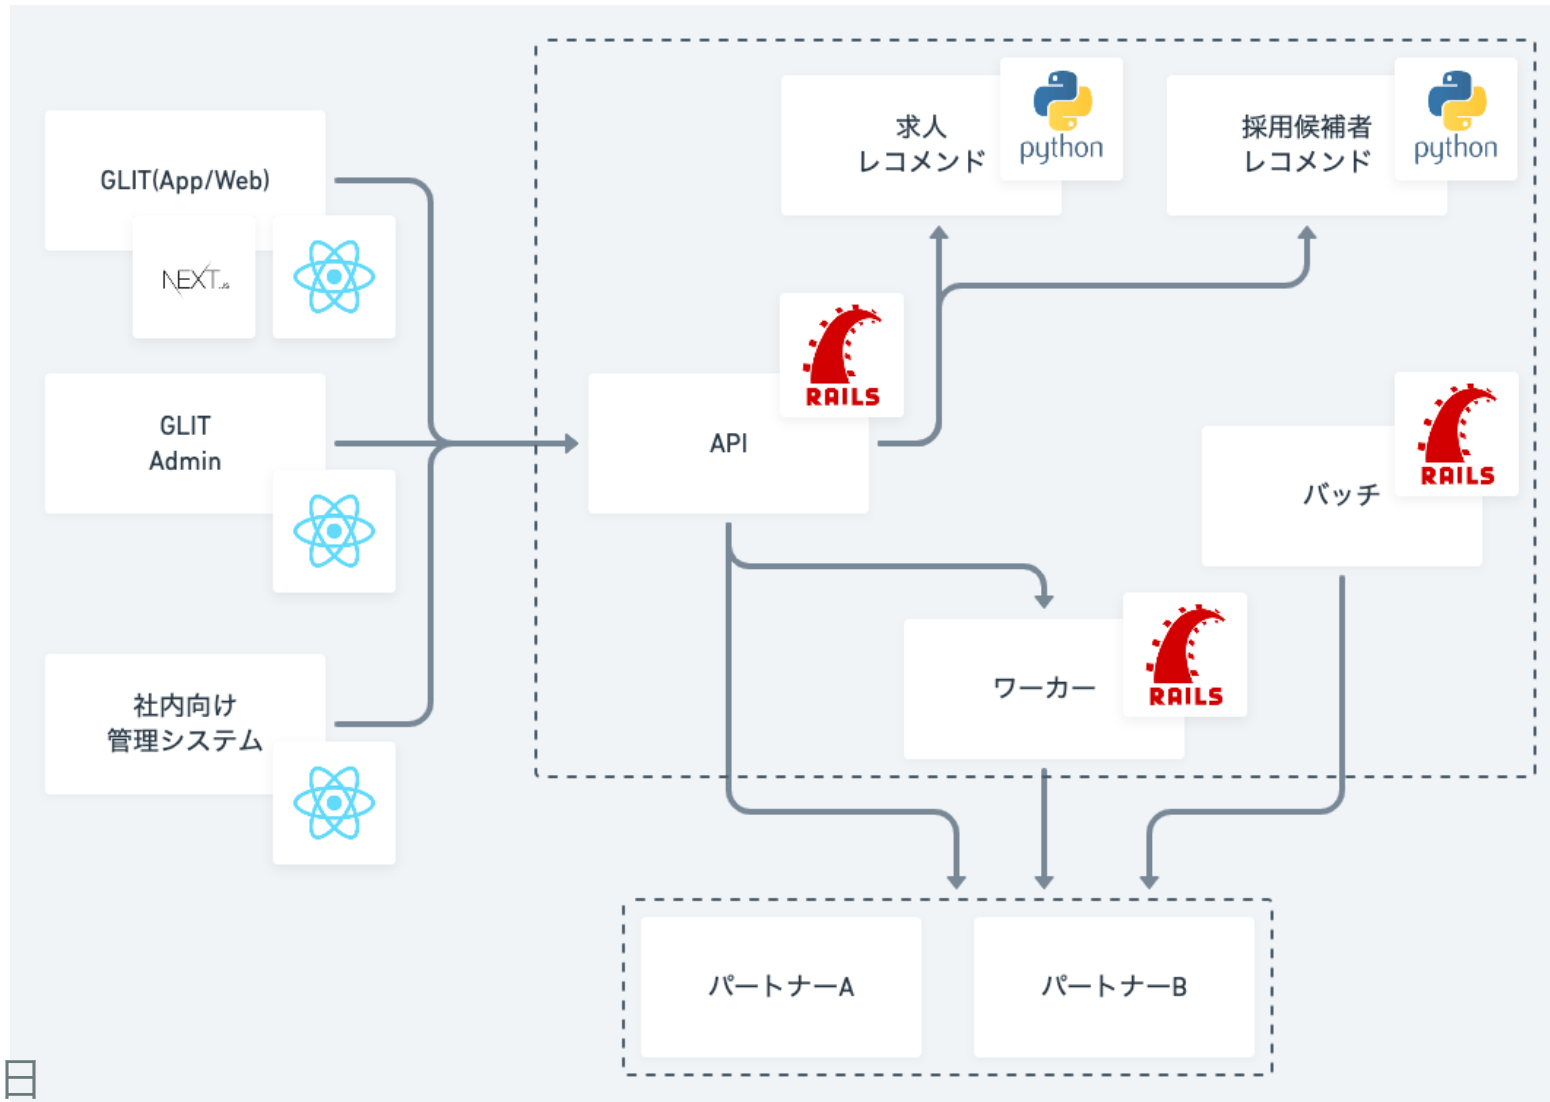 GLIT(App/Web)
NEXT.JS
GLIT
Admin
社内向け
管理システム
求人
レコメンド
python
採用候補者
レコメンド
python
API
RAILS
バッチ
RAILS
ワーカー
RAILS
パートナーA
パートナーB
日